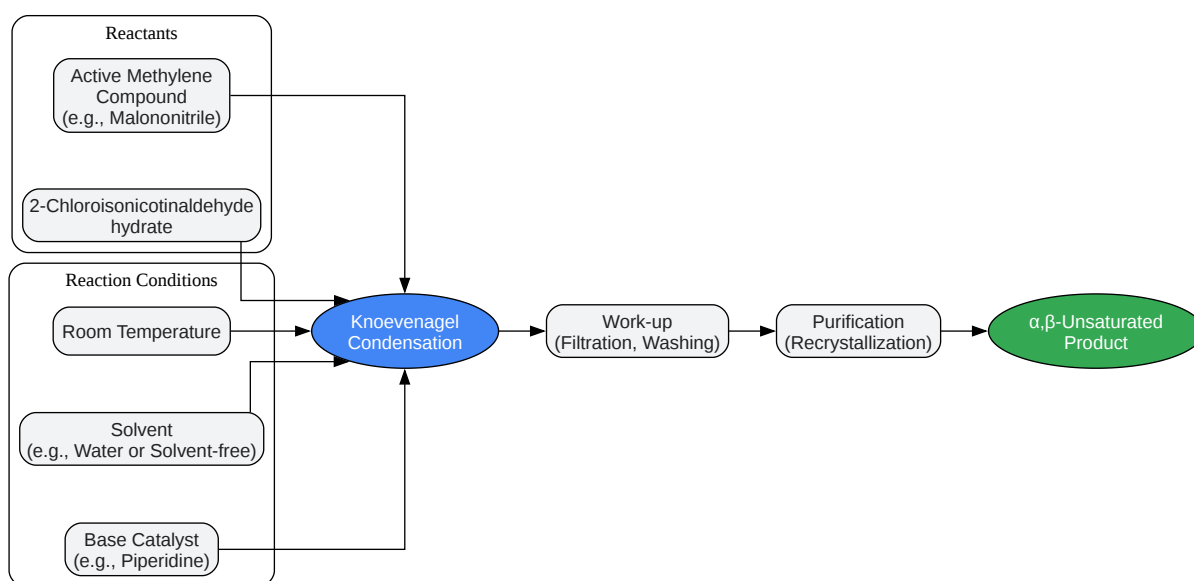 Reactants
Active Methylene
Compound
(e.g., Malononitrile)
2-Chloroisonicotinaldehyde
hydrate
Reaction Conditions
Room Temperature
Solvent
(e.g., Water or Solvent-free)
Base Catalyst
(e.g., Piperidine)
Knoevenagel
Condensation
Work-up
(Filtration, Washing)
Purification
(Recrystallization)
α,β-Unsaturated
Product